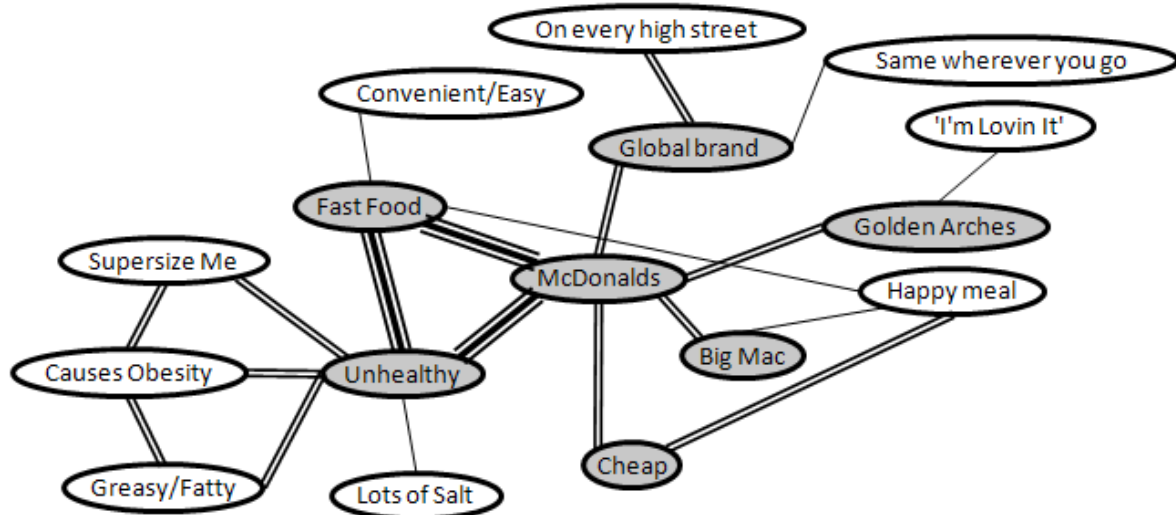 On every high street
Same wherever you go
Convenient/Easy
'I'm Lovin It'
Global brand
Fast Food
Golden Arches
Supersize Me
McDonalds
Happy meal
Big Mac
Causes Obesity
Unhealthy
Cheap
Greasy/Fatty
Lots of Salt